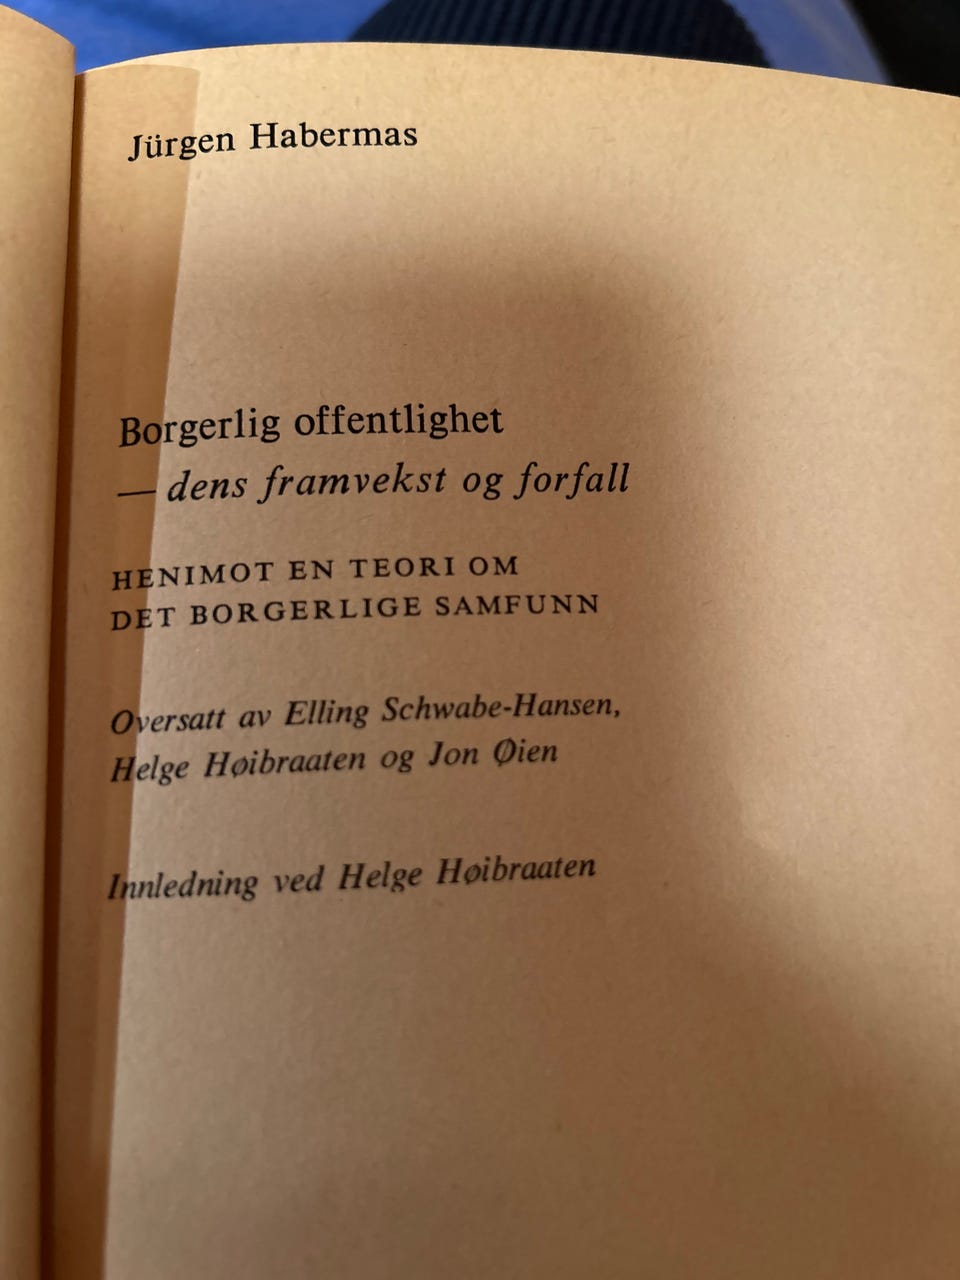 Jürgen Habermas
Borgerlig offentlighet
— dens framvekst og forfall
HENIMOT EN TEORI OM
DET BORGERLIGE SAMFUNN
Oversatt av Elling Schwabe-Hansen,
Helge Høibraaten og Jon Øien
Innledning ved Helge Høibraaten